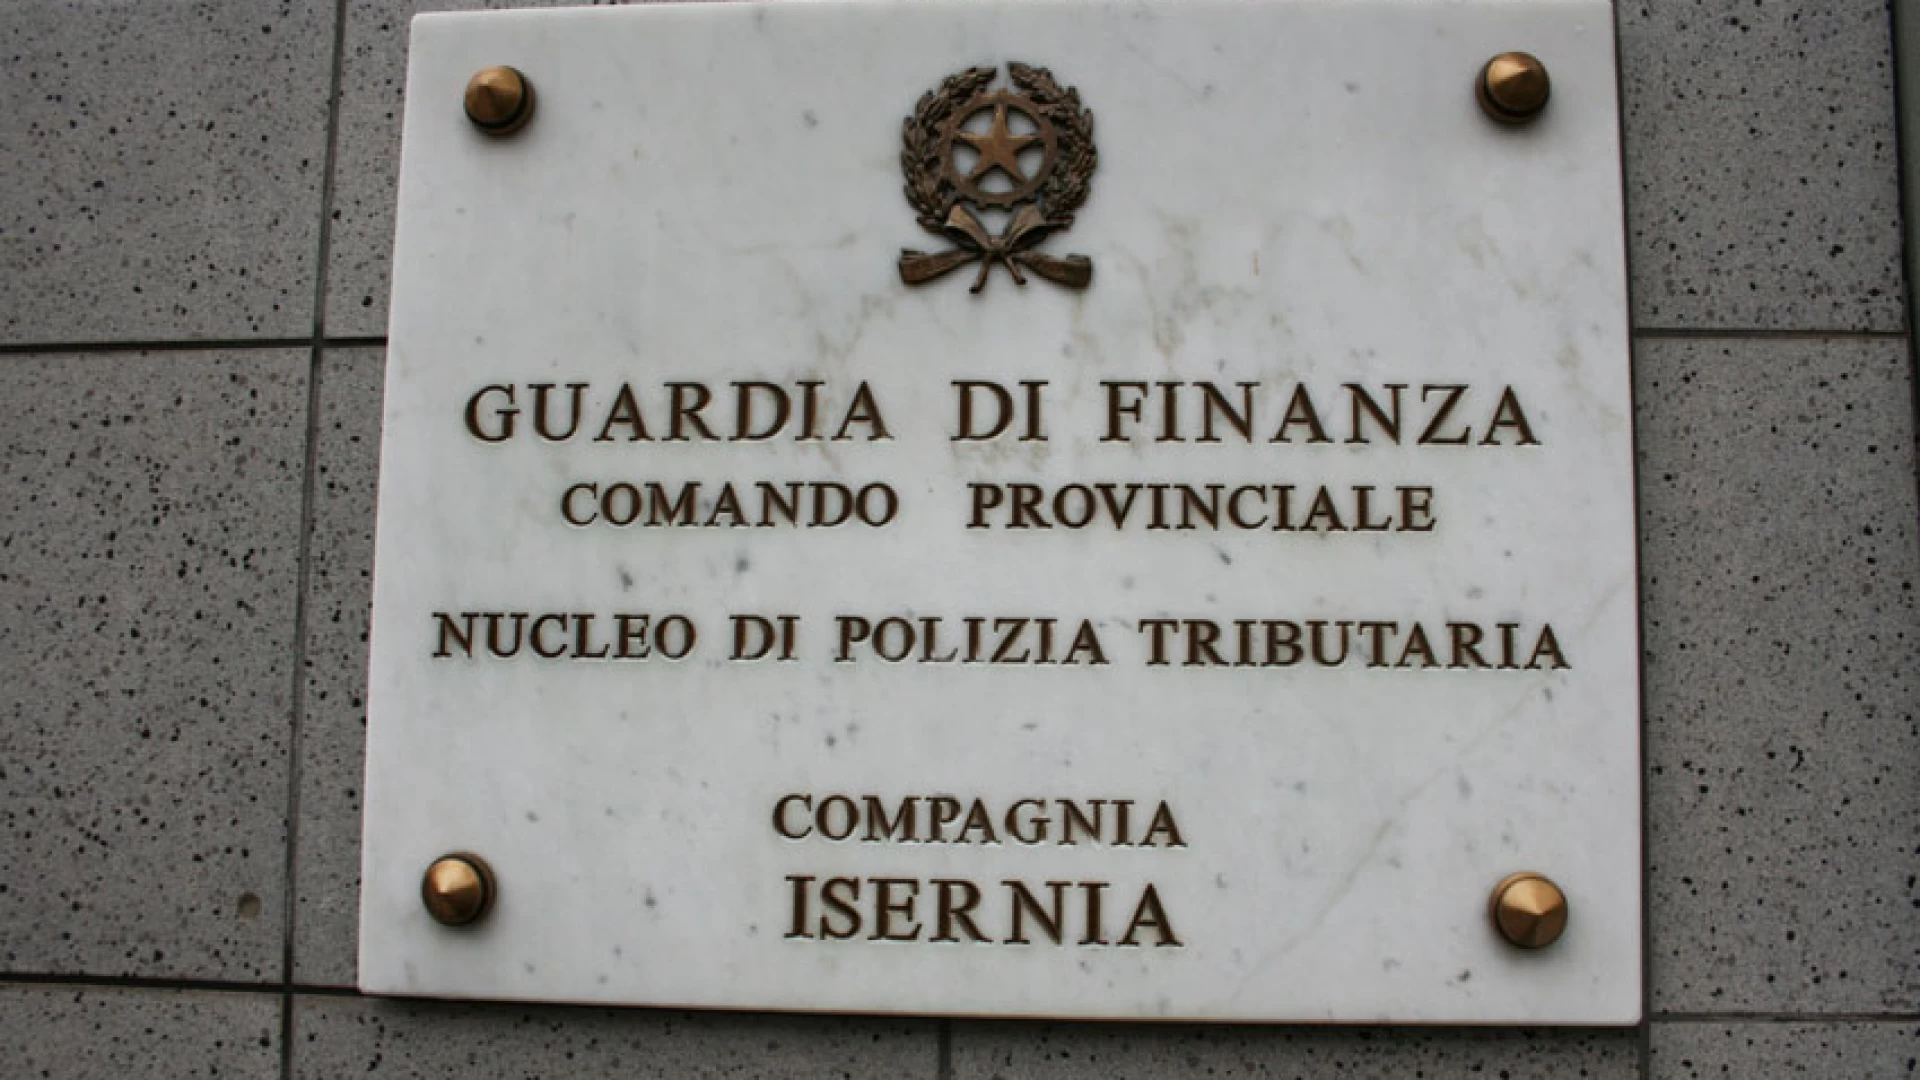 GUARDIA DI FINANZA
COMANDO PROVINCIALE
NUCLEO DI POLIZIA TRIBUTARIA
COMPAGNIA
ISERNIA